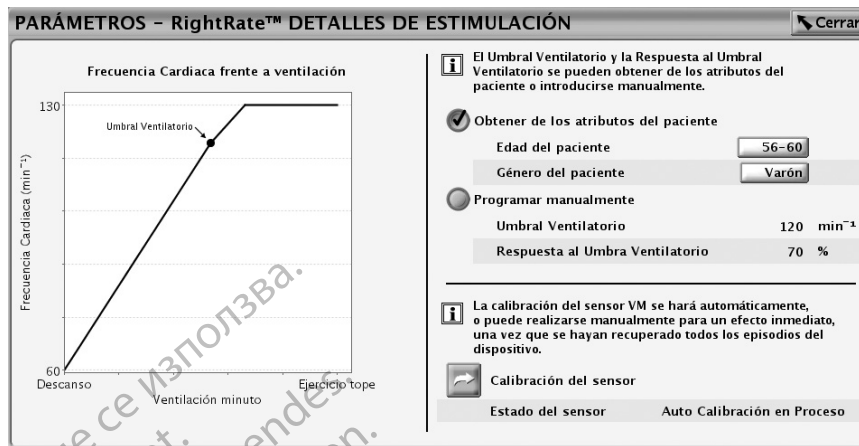 PARÁMETROS – RightRate™ DETALLES DE ESTIMULACIÓN
Cerrar
Frecuencia Cardiaca frente a ventilación
130
Umbral Ventilatorio
Frecuencia Cardiaca (min⁻¹)
60
Descanso
Ejercicio tope
Ventilación minuto
El Umbral Ventilatorio y la Respuesta al Umbral
Ventilatorio se pueden obtener de los atributos del
paciente o introducirse manualmente.
Obtener de los atributos del paciente
Edad del paciente 56–60
Género del paciente Varón
Programar manualmente
Umbral Ventilatorio 120 min⁻¹
Respuesta al Umbra Ventilatorio 70 %
La calibración del sensor VM se hará automáticamente,
o puede realizarse manualmente para un efecto inmediato,
una vez que se hayan recuperado todos los episodios del
dispositivo.
Calibración del sensor
Estado del sensor Auto Calibración en Proceso
се използва.